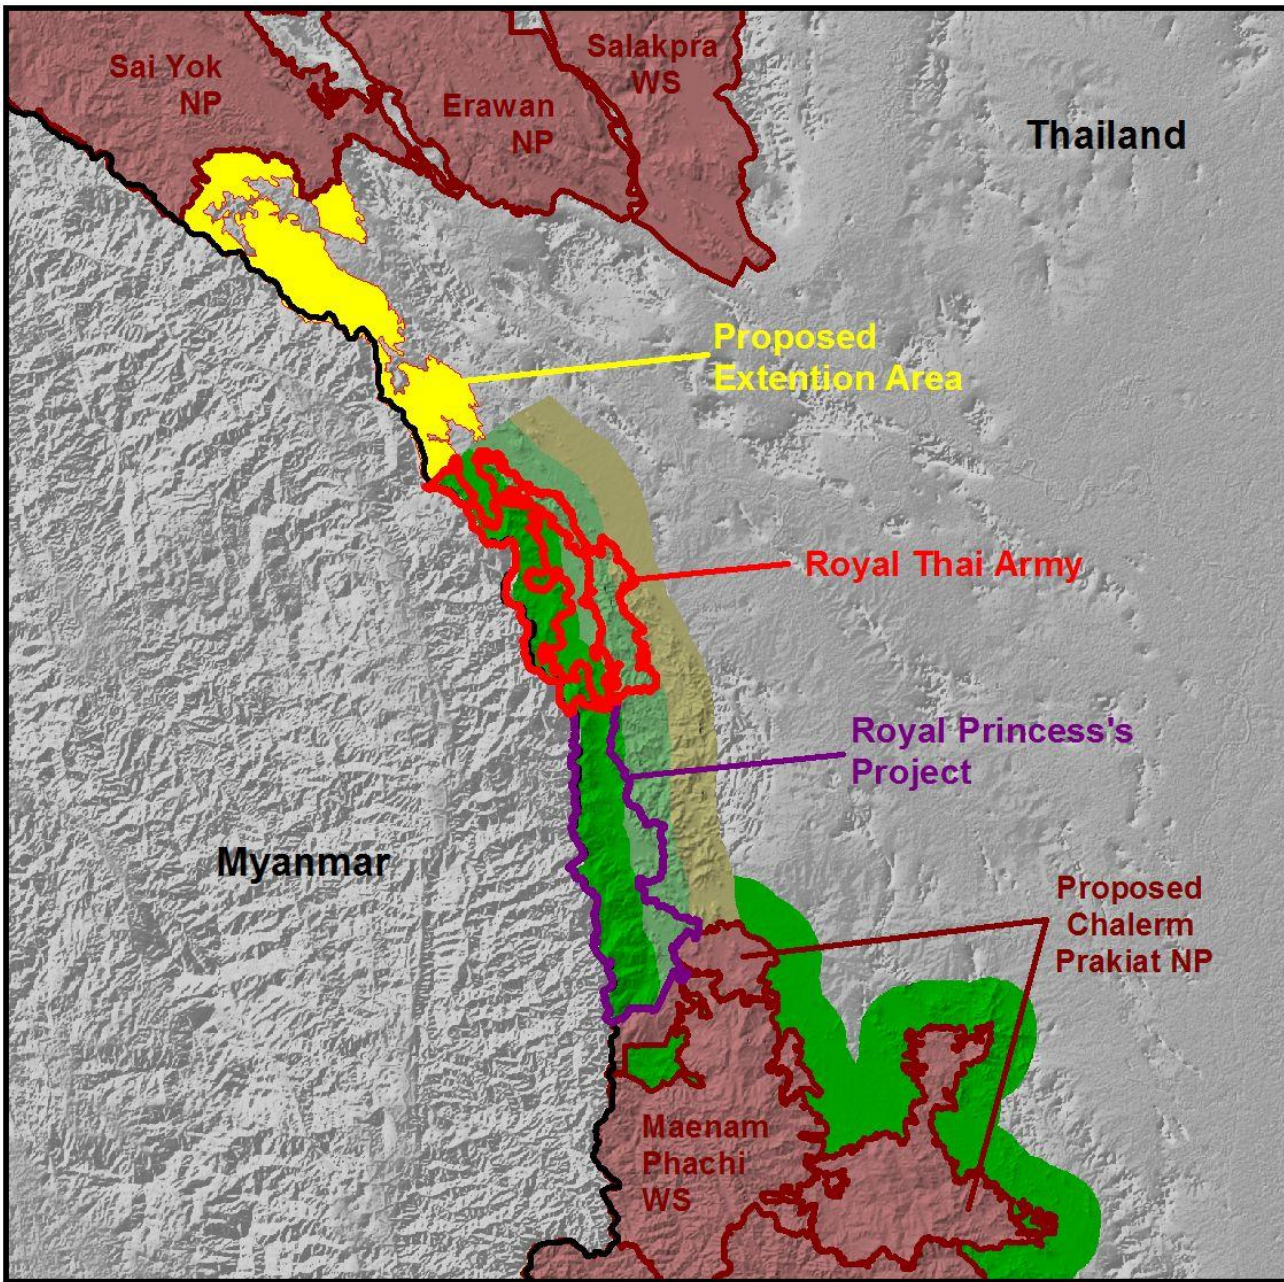 Sai Yok
NP
Erawan
NP
Salakpra
WS
Thailand
Proposed
Extention Area
Royal Thai Army
Royal Princess's
Project
Myanmar
Proposed
Chalerm
Prakiat NP
Maenam
Phachi
WS